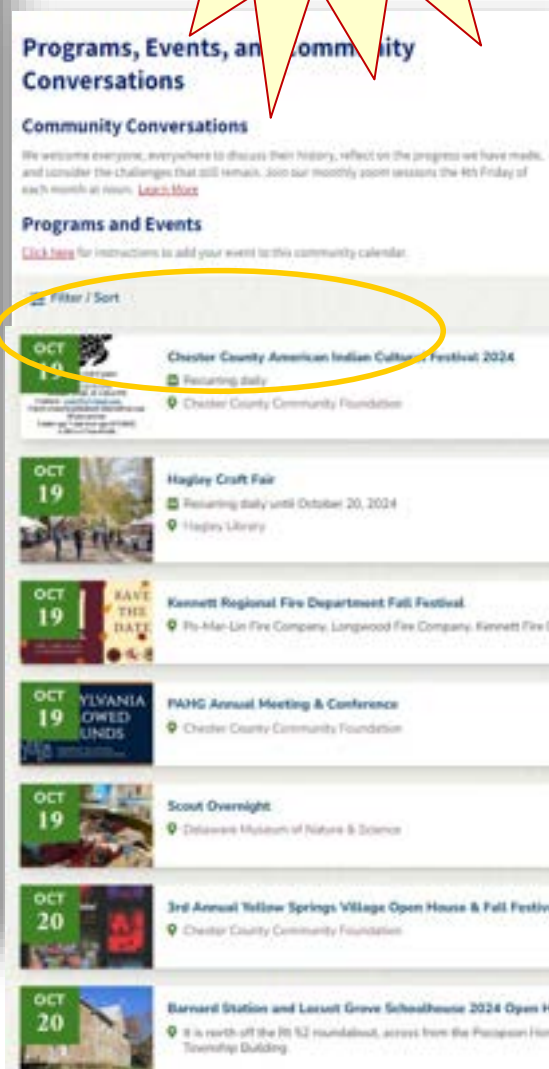 Programs, Events, an ommu ity
Conversations
Community Conversations
We welcome everyone, everywhere to discuss their history, reflect on the progress we have made,
and consider the challenges that still remain. Join our monthly zoom sessions the 4th Friday of
each month at noon. Learn More
Programs and Events
Click here for instructions to add your event to this community calendar.
Filter / Sort
OCT
19
Chester County American Indian Cultural Festival 2024
Recurring daily
Chester County Community Foundation
OCT
19
Hagley Craft Fair
Recurring daily until October 20, 2024
Hagley Library
OCT
19
SAVE
THE
DATE
Kennett Regional Fire Department Fall Festival
Po-Mar-Lin Fire Company, Longwood Fire Company, Kennett Fire
OCT
19
YLVANIA
OWED
UNDS
PAHG Annual Meeting & Conference
Chester County Community Foundation
OCT
19
Scout Overnight
Delaware Museum of Nature & Science
OCT
20
3rd Annual Yellow Springs Village Open House & Fall Festiv
Chester County Community Foundation
OCT
20
Barnard Station and Locust Grove Schoolhouse 2024 Open H
It is north off the Rt 52 roundabout, across from the Pocopson Hom
Township Building